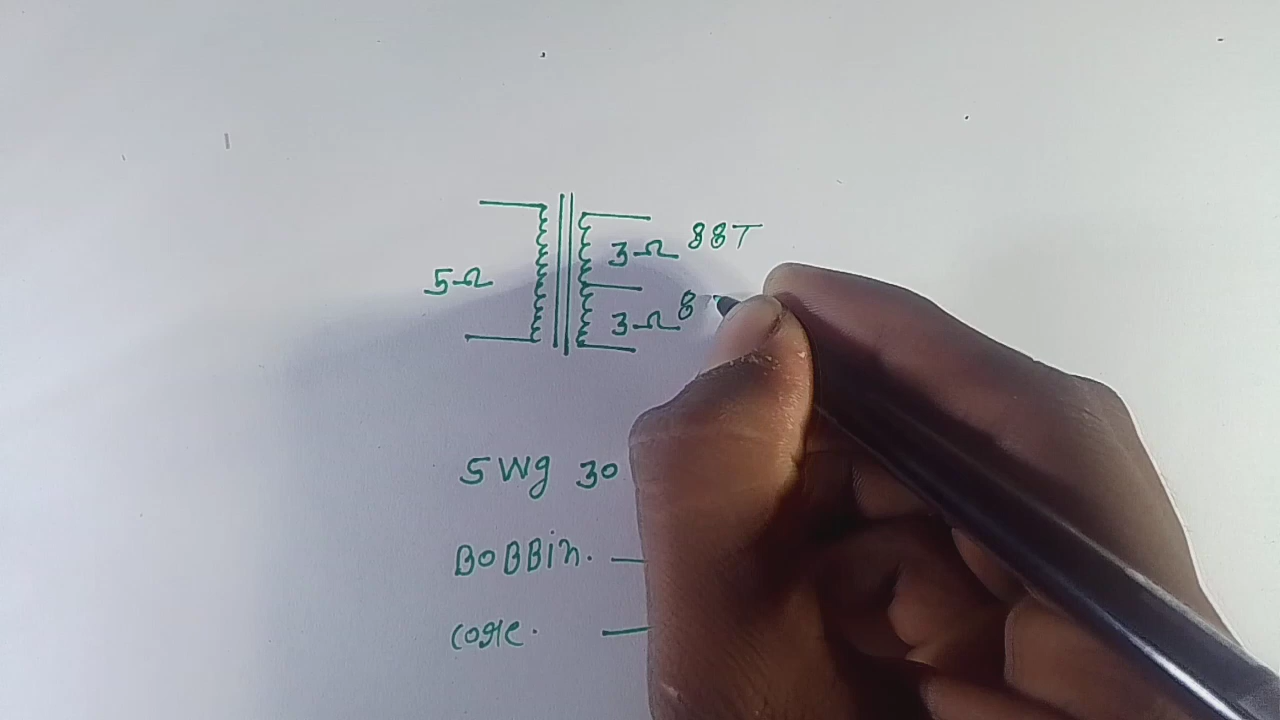 88T
3Ω
5Ω
3Ω 8
SWg 30
BOBBin. —
core. —